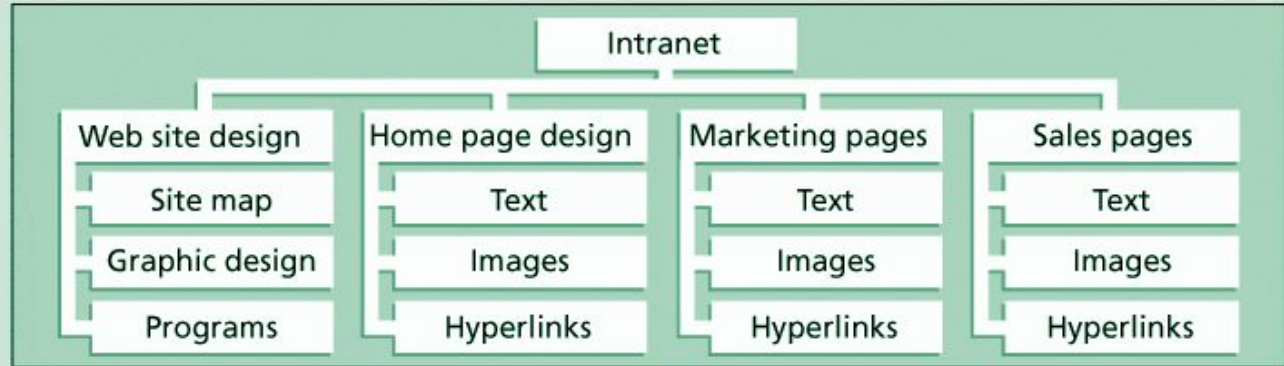 Intranet
Web site design
Home page design
Marketing pages
Sales pages
Site map
Text
Text
Text
Graphic design
Images
Images
Images
Programs
Hyperlinks
Hyperlinks
Hyperlinks